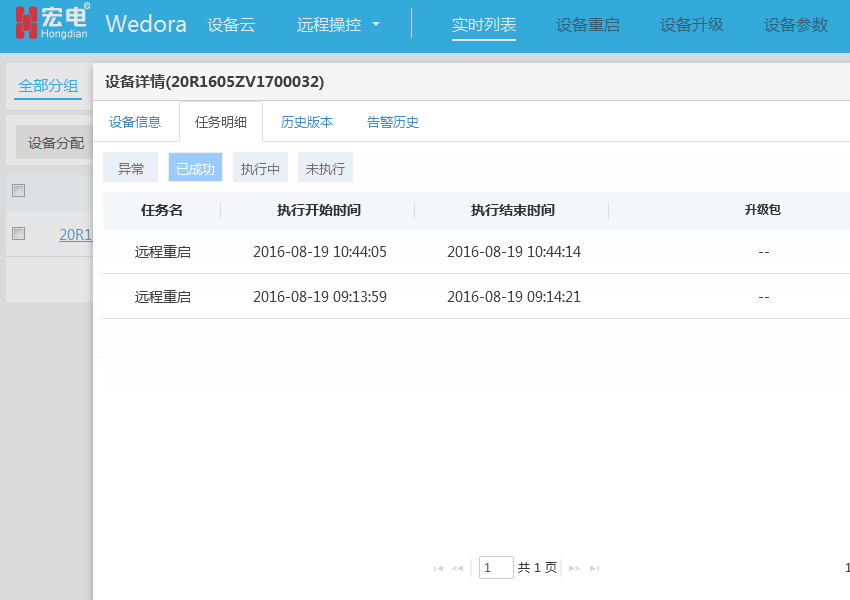 宏电® Hongdian Wedora 设备云 远程操控 实时列表 设备重启 设备升级 设备参数
全部分组
设备分配
20R1
设备详情(20R1605ZV1700032)
设备信息 任务明细 历史版本 告警历史
异常 已成功 执行中 未执行
任务名 执行开始时间 执行结束时间 升级包
远程重启 2016-08-19 10:44:05 2016-08-19 10:44:14 --
远程重启 2016-08-19 09:13:59 2016-08-19 09:14:21 --
1 共 1 页 1